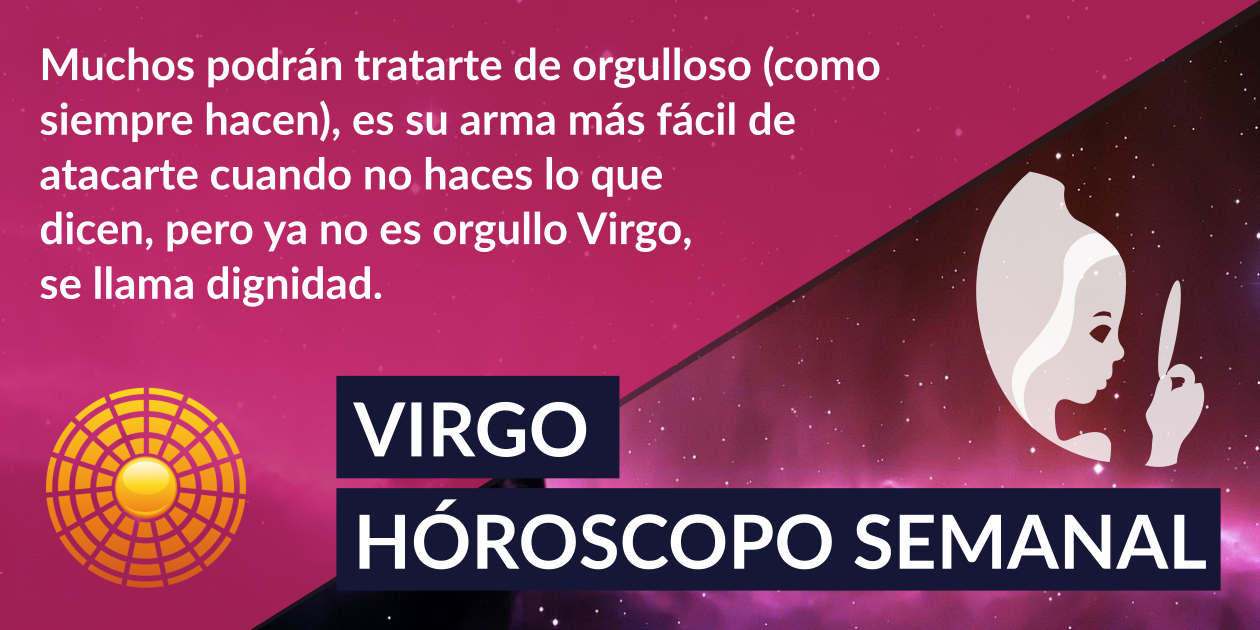 Muchos podrán tratarte de orgulloso (como
siempre hacen), es su arma más fácil de
atacarte cuando no haces lo que
dicen, pero ya no es orgullo Virgo,
se llama dignidad.
VIRGO
HÓROSCOPO SEMANAL